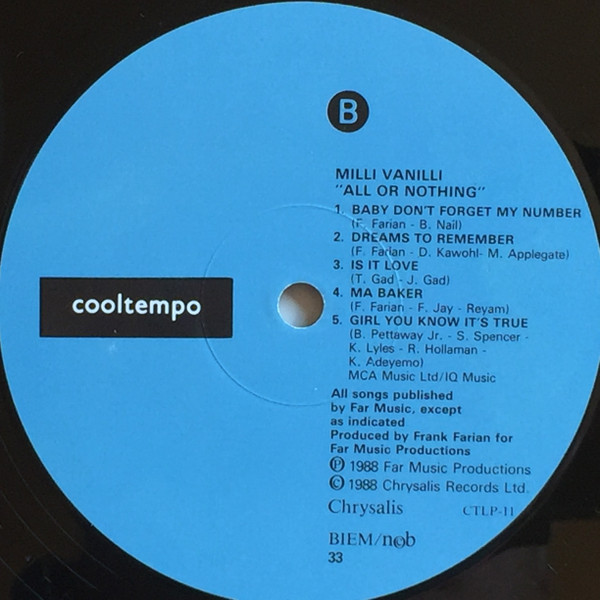 B
MILLI VANILLI
"ALL OR NOTHING"
1. BABY DON'T FORGET MY NUMBER
(F. Farian - B. Nail)
2. DREAMS TO REMEMBER
(F. Farian - D. Kawohl- M. Applegate)
3. IS IT LOVE
(T. Gad - J. Gad)
4. MA BAKER
(F. Farian - F. Jay - Reyam)
5. GIRL YOU KNOW IT'S TRUE
(B. Pettaway Jr. - S. Spencer -
K. Lyles - R. Hollaman -
K. Adeyemo)
MCA Music Ltd/IQ Music
cooltempo
All songs published
by Far Music, except
as indicated
Produced by Frank Farian for
Far Music Productions
℗ 1988 Far Music Productions
© 1988 Chrysalis Records Ltd.
Chrysalis CTLP-11
BIEM/n©b
33